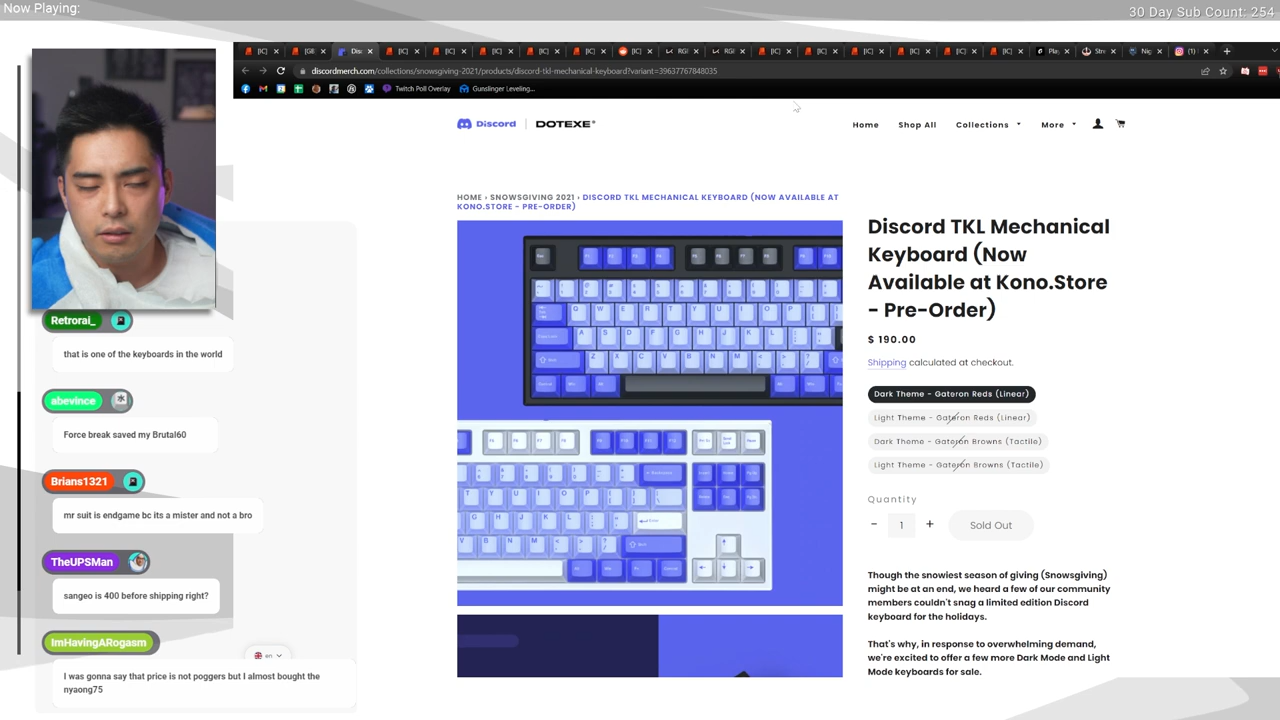 Now Playing:
30 Day Sub Count: 254
discordmerch.com/collections/snowsgiving-2021/products/discord-tkl-mechanical-keyboard?variant=39637767848035
Twitch Poll Overlay
Gunslinger Leveling...
Discord | DOTEXE
Home
Shop All
Collections
More
HOME › SNOWSGIVING 2021 › DISCORD TKL MECHANICAL KEYBOARD (NOW AVAILABLE AT
KONO.STORE - PRE-ORDER)
Discord TKL Mechanical
Keyboard (Now
Available at Kono.Store
- Pre-Order)
$ 190.00
Shipping calculated at checkout.
Dark Theme - Gateron Reds (Linear)
Light Theme - Gateron Reds (Linear)
Dark Theme - Gateron Browns (Tactile)
Light Theme - Gateron Browns (Tactile)
Quantity
- 1 +
Sold Out
Though the snowiest season of giving (Snowsgiving)
might be at an end, we heard a few of our community
members couldn't snag a limited edition Discord
keyboard for the holidays.
That's why, in response to overwhelming demand,
we're excited to offer a few more Dark Mode and Light
Mode keyboards for sale.
Retrorai_
that is one of the keyboards in the world
abevince
Force break saved my Brutal60
Brians1321
mr suit is endgame bc its a mister and not a bro
TheUPSMan
sangeo is 400 before shipping right?
ImHavingARogasm
en
I was gonna say that price is not poggers but I almost bought the
nyaong75